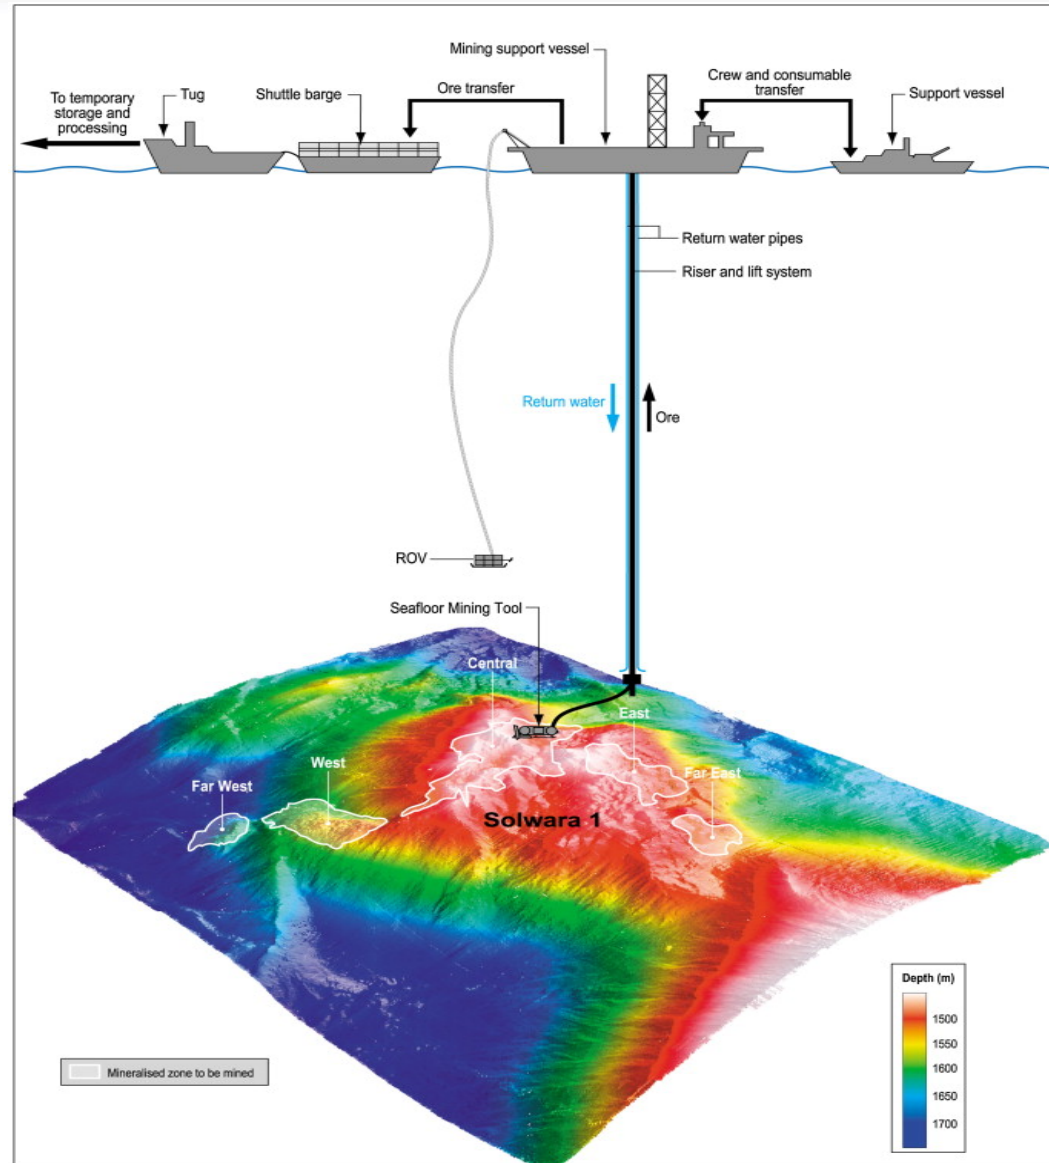 Mining support vessel
To temporary
storage and
processing
Tug
Shuttle barge
Ore transfer
Crew and consumable
transfer
Support vessel
Return water pipes
Riser and lift system
Return water
Ore
ROV
Seafloor Mining Tool
Central
East
West
Far West
Far East
Solwara 1
Depth (m)
1500
1550
1600
1650
1700
Mineralised zone to be mined